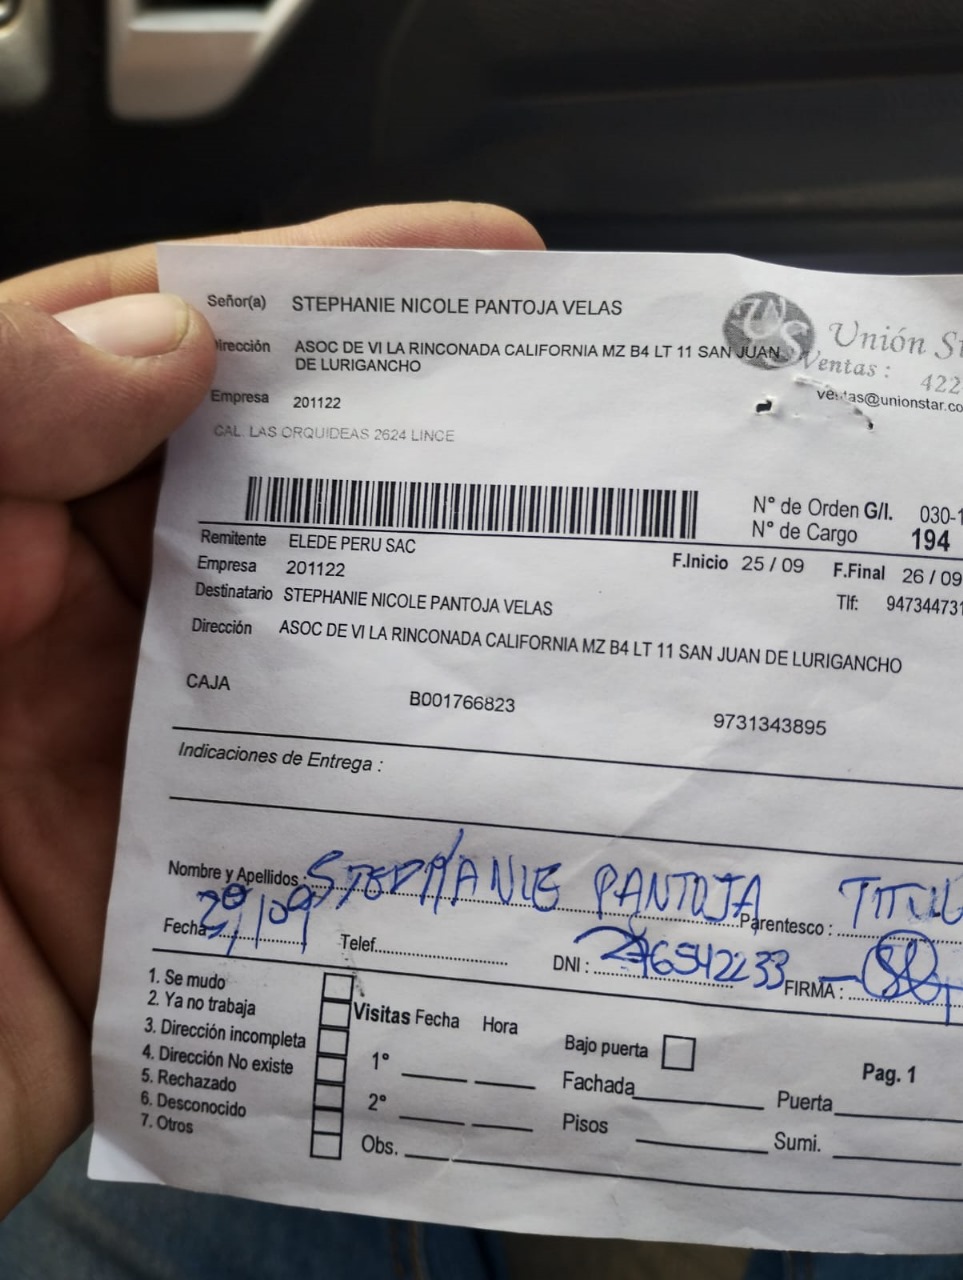 Señor(a) STEPHANIE NICOLE PANTOJA VELAS
Dirección ASOC DE VI LA RINCONADA CALIFORNIA MZ B4 LT 11 SAN JUAN
DE LURIGANCHO
Empresa 201122
CAL. LAS ORQUIDEAS 2624 LINCE
US
Unión St
Ventas : 422
ventas@unionstar.co
N° de Orden G/I. 030-1
N° de Cargo 194
Remitente ELEDE PERU SAC
Empresa 201122
F.Inicio 25 / 09 F.Final 26 / 09
Destinatario STEPHANIE NICOLE PANTOJA VELAS
Tlf: 94734473
Dirección ASOC DE VI LA RINCONADA CALIFORNIA MZ B4 LT 11 SAN JUAN DE LURIGANCHO
CAJA B001766823 9731343895
Indicaciones de Entrega :
Nombre y Apellidos : STEPHANIE PANTOJA Parentesco : TITUL
Fecha /09 Telef. DNI : 76542233 FIRMA :
1. Se mudo
2. Ya no trabaja
3. Dirección incompleta
4. Dirección No existe
5. Rechazado
6. Desconocido
7. Otros
Visitas Fecha Hora
1°
2°
Obs.
Bajo puerta
Fachada
Pisos
Pag. 1
Puerta
Sumi.